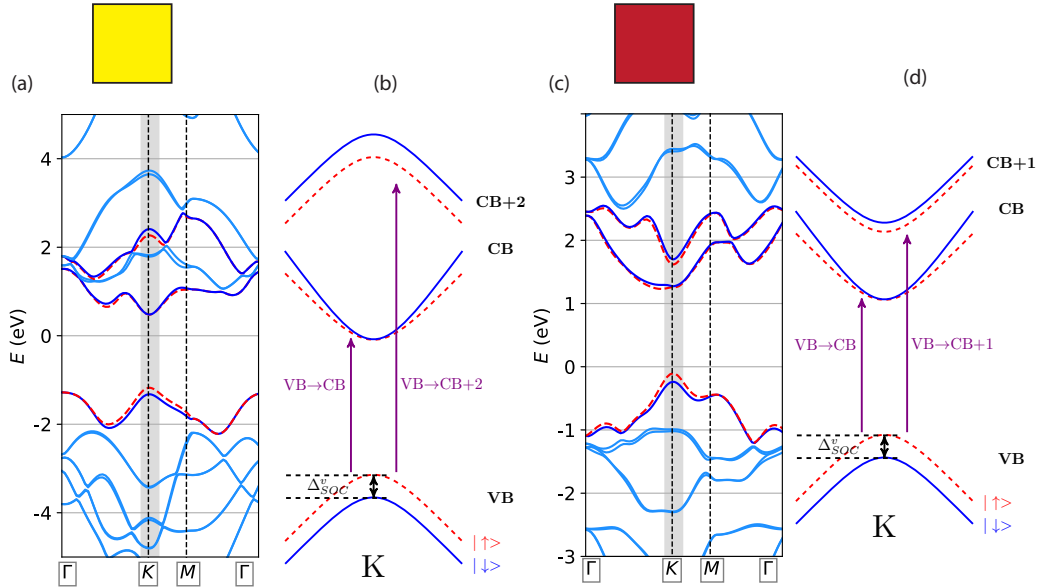 (a)
(b)
(c)
(d)
E (eV)
4
2
0
-2
-4
Γ
K
M
Γ
CB+2
CB
VB→CB
VB→CB+2
Δ^v_SOC
VB
| ↑>
| ↓>
K
E (eV)
3
2
1
0
-1
-2
-3
Γ
K
M
Γ
CB+1
CB
VB→CB
VB→CB+1
Δ^v_SOC
VB
| ↑>
| ↓>
K